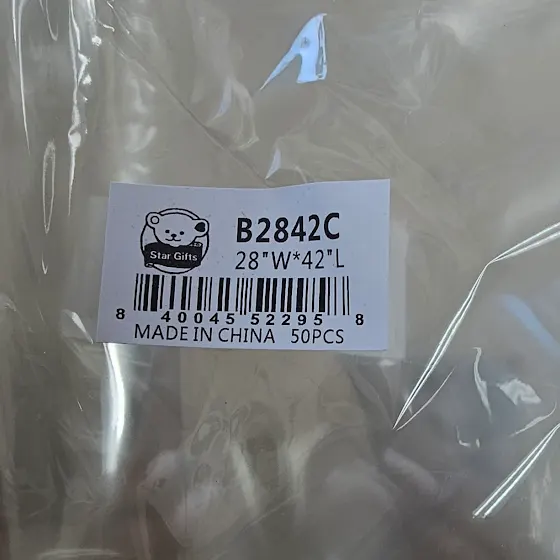 Star Gifts
B2842C
28"W*42"L
8 40045 52295 8
MADE IN CHINA 50PCS